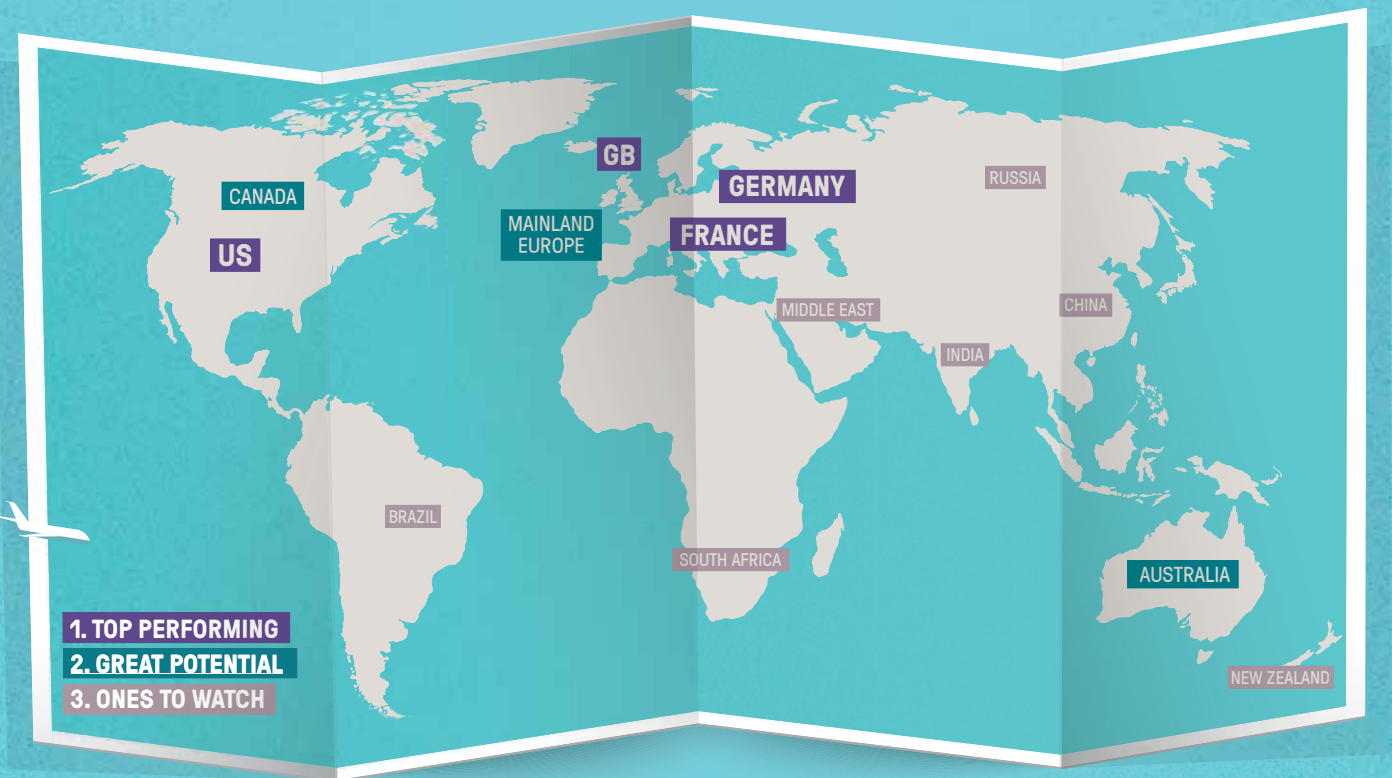 GB
CANADA
RUSSIA
GERMANY
MAINLAND
EUROPE
FRANCE
US
CHINA
MIDDLE EAST
INDIA
BRAZIL
SOUTH AFRICA
AUSTRALIA
1. TOP PERFORMING
2. GREAT POTENTIAL
3. ONES TO WATCH
NEW ZEALAND